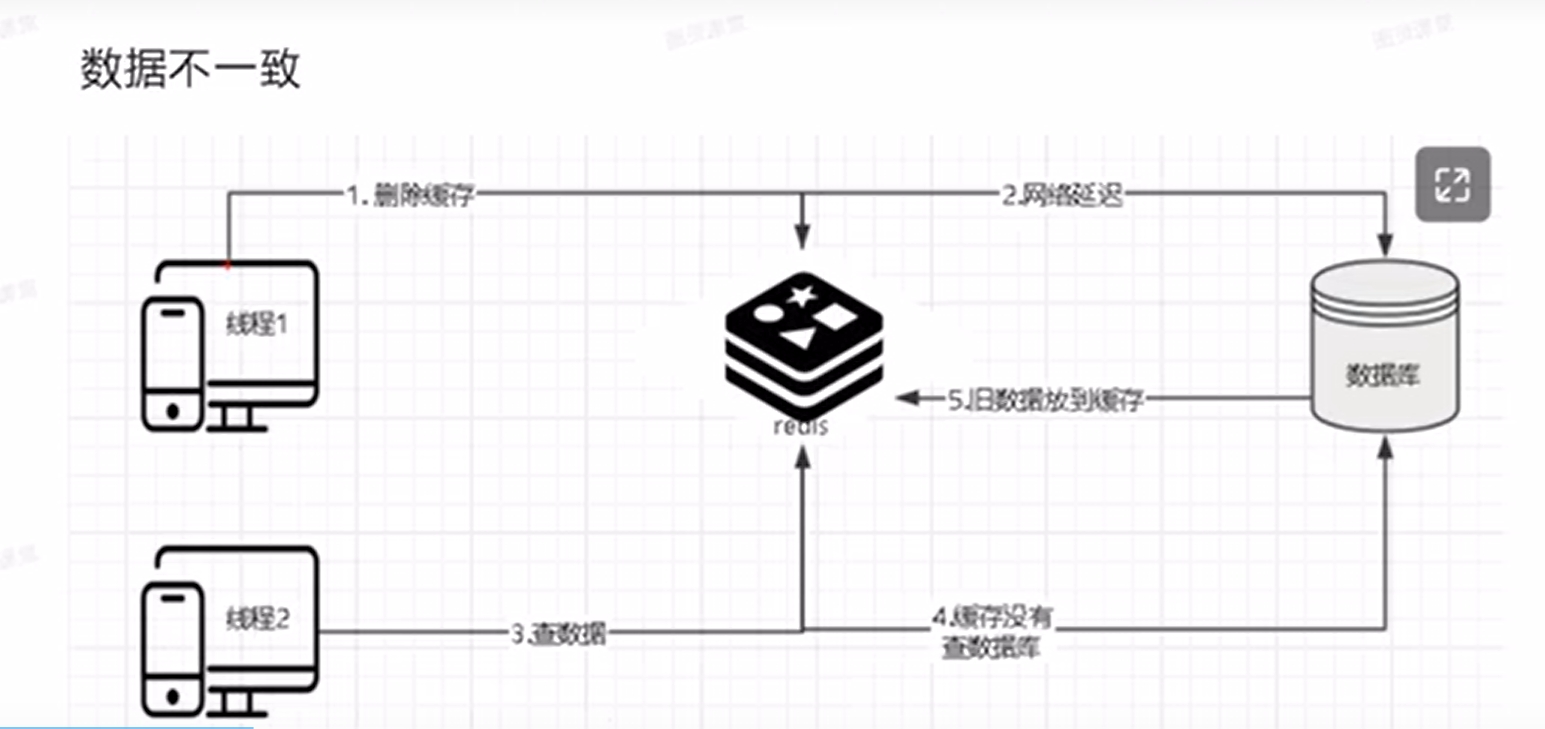 数据不一致
1. 删除缓存
2.网络延迟
线程1
数据库
5.旧数据放到缓存
redis
线程2
3.查数据
4.缓存没有
查数据库